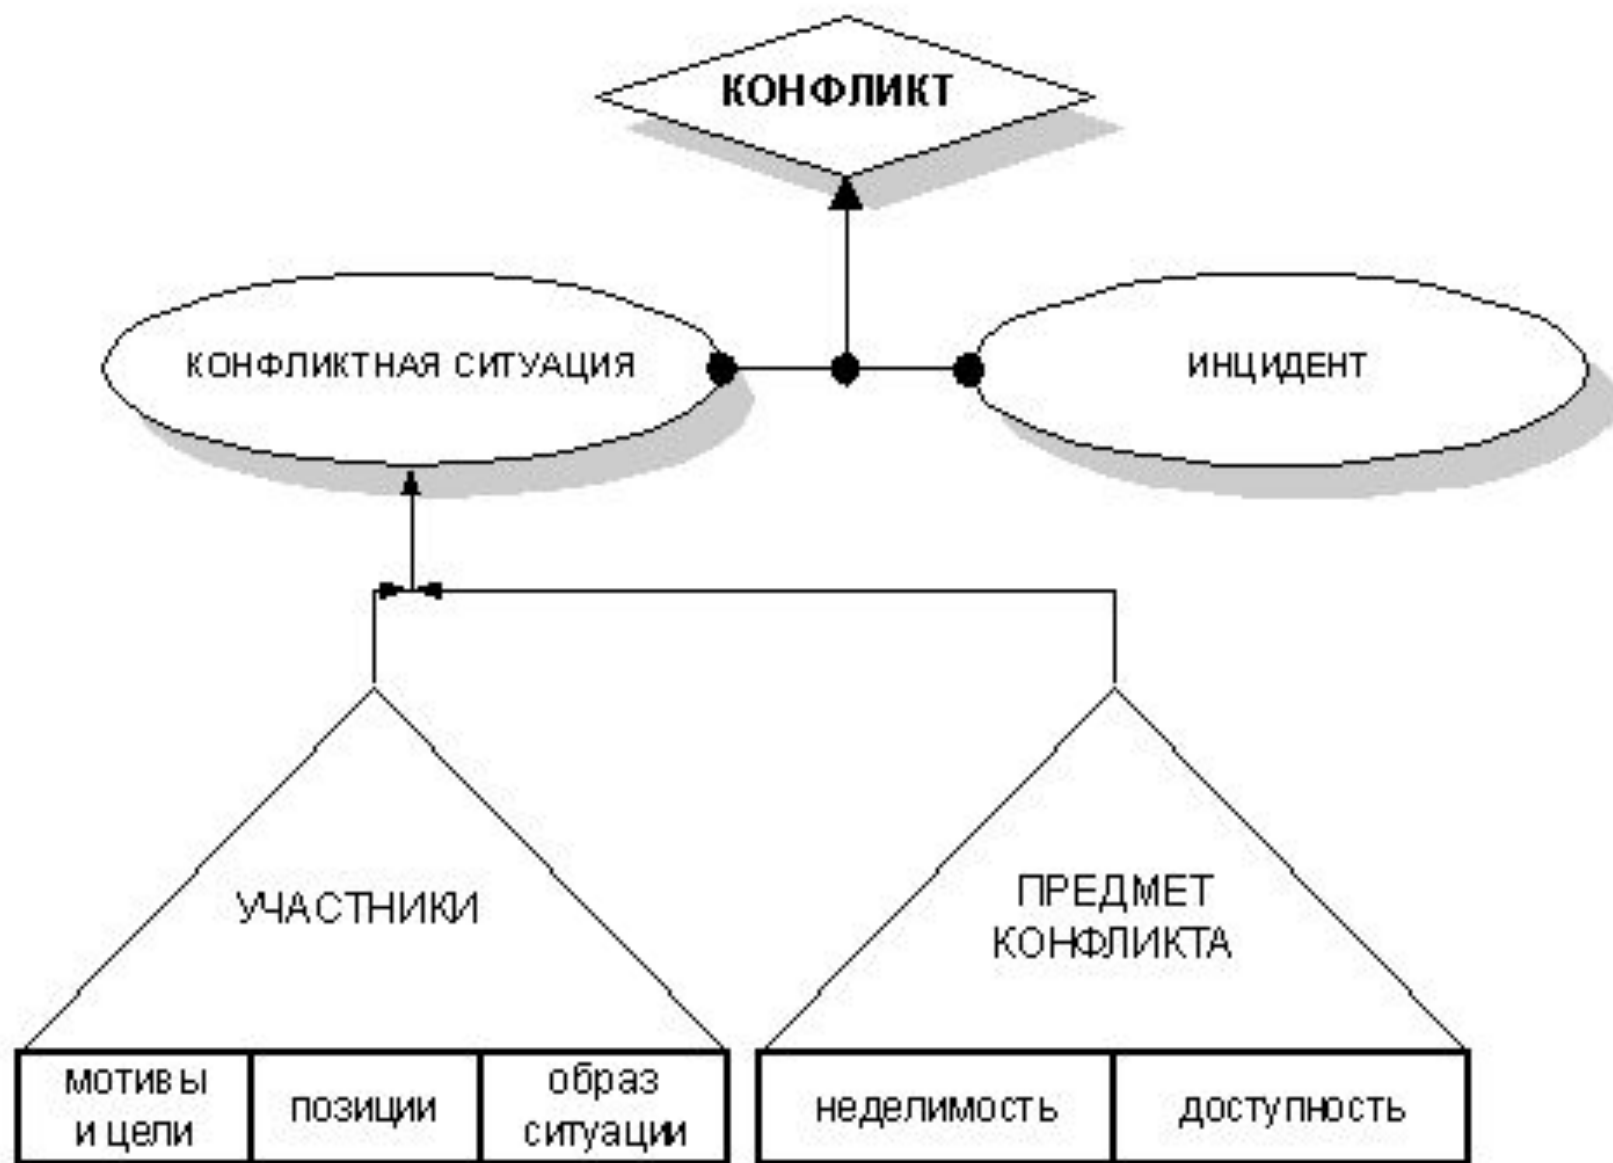 КОНФЛИКТ
КОНФЛИКТНАЯ СИТУАЦИЯ
ИНЦИДЕНТ
УЧАСТНИКИ
ПРЕДМЕТ
КОНФЛИКТА
мотивы
и цели
позиции
образ
ситуации
неделимость
доступность